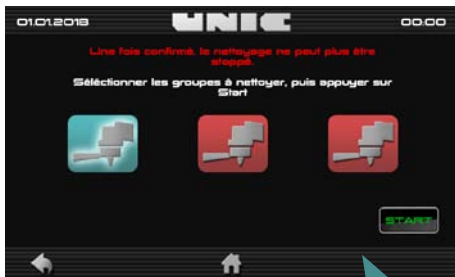 01.01.2018 UNIC 00:00
Une fois confirmé, le nettoyage ne peut plus être
stoppé.
Séléctionner les groupes à nettoyer, puis appuyer sur
Start
START